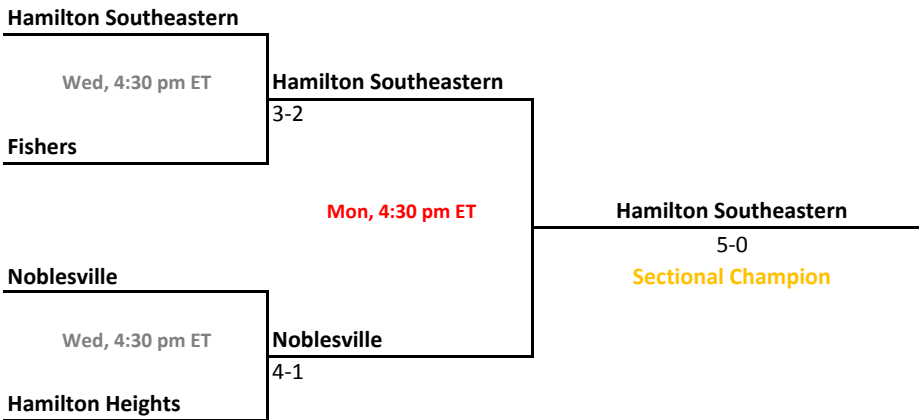 Hamilton Southeastern
Wed, 4:30 pm ET
Hamilton Southeastern
3-2
Fishers
Mon, 4:30 pm ET
Hamilton Southeastern
5-0
Sectional Champion
Noblesville
Wed, 4:30 pm ET
Noblesville
4-1
Hamilton Heights